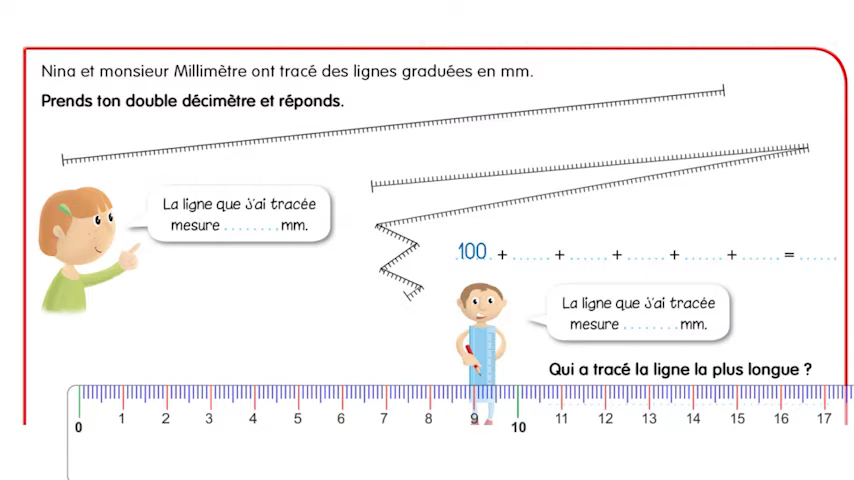 Nina et monsieur Millimètre ont tracé des lignes graduées en mm.
Prends ton double décimètre et réponds.
La ligne que j'ai tracée
mesure ........ mm.
100 + ...... + ...... + ...... + ...... + ...... = ......
La ligne que j'ai tracée
mesure ........ mm.
Qui a tracé la ligne la plus longue ?
0 1 2 3 4 5 6 7 8 9 10 11 12 13 14 15 16 17